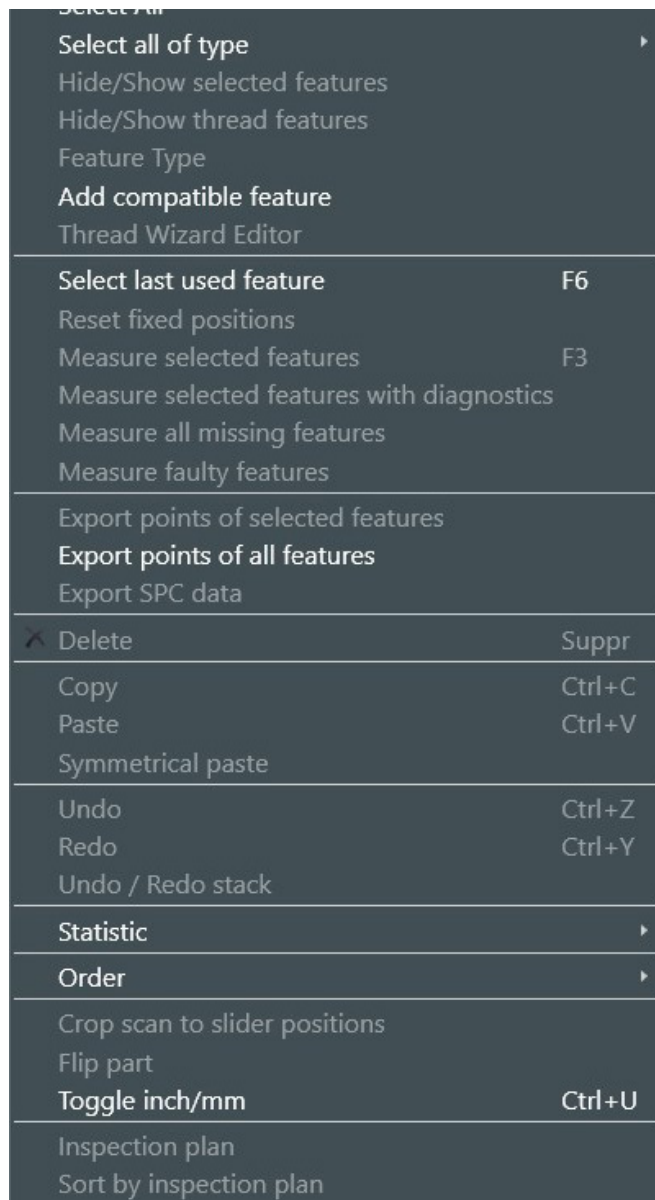 Select All
Select all of type
Hide/Show selected features
Hide/Show thread features
Feature Type
Add compatible feature
Thread Wizard Editor
Select last used feature F6
Reset fixed positions
Measure selected features F3
Measure selected features with diagnostics
Measure all missing features
Measure faulty features
Export points of selected features
Export points of all features
Export SPC data
Delete Suppr
Copy Ctrl+C
Paste Ctrl+V
Symmetrical paste
Undo Ctrl+Z
Redo Ctrl+Y
Undo / Redo stack
Statistic
Order
Crop scan to slider positions
Flip part
Toggle inch/mm Ctrl+U
Inspection plan
Sort by inspection plan